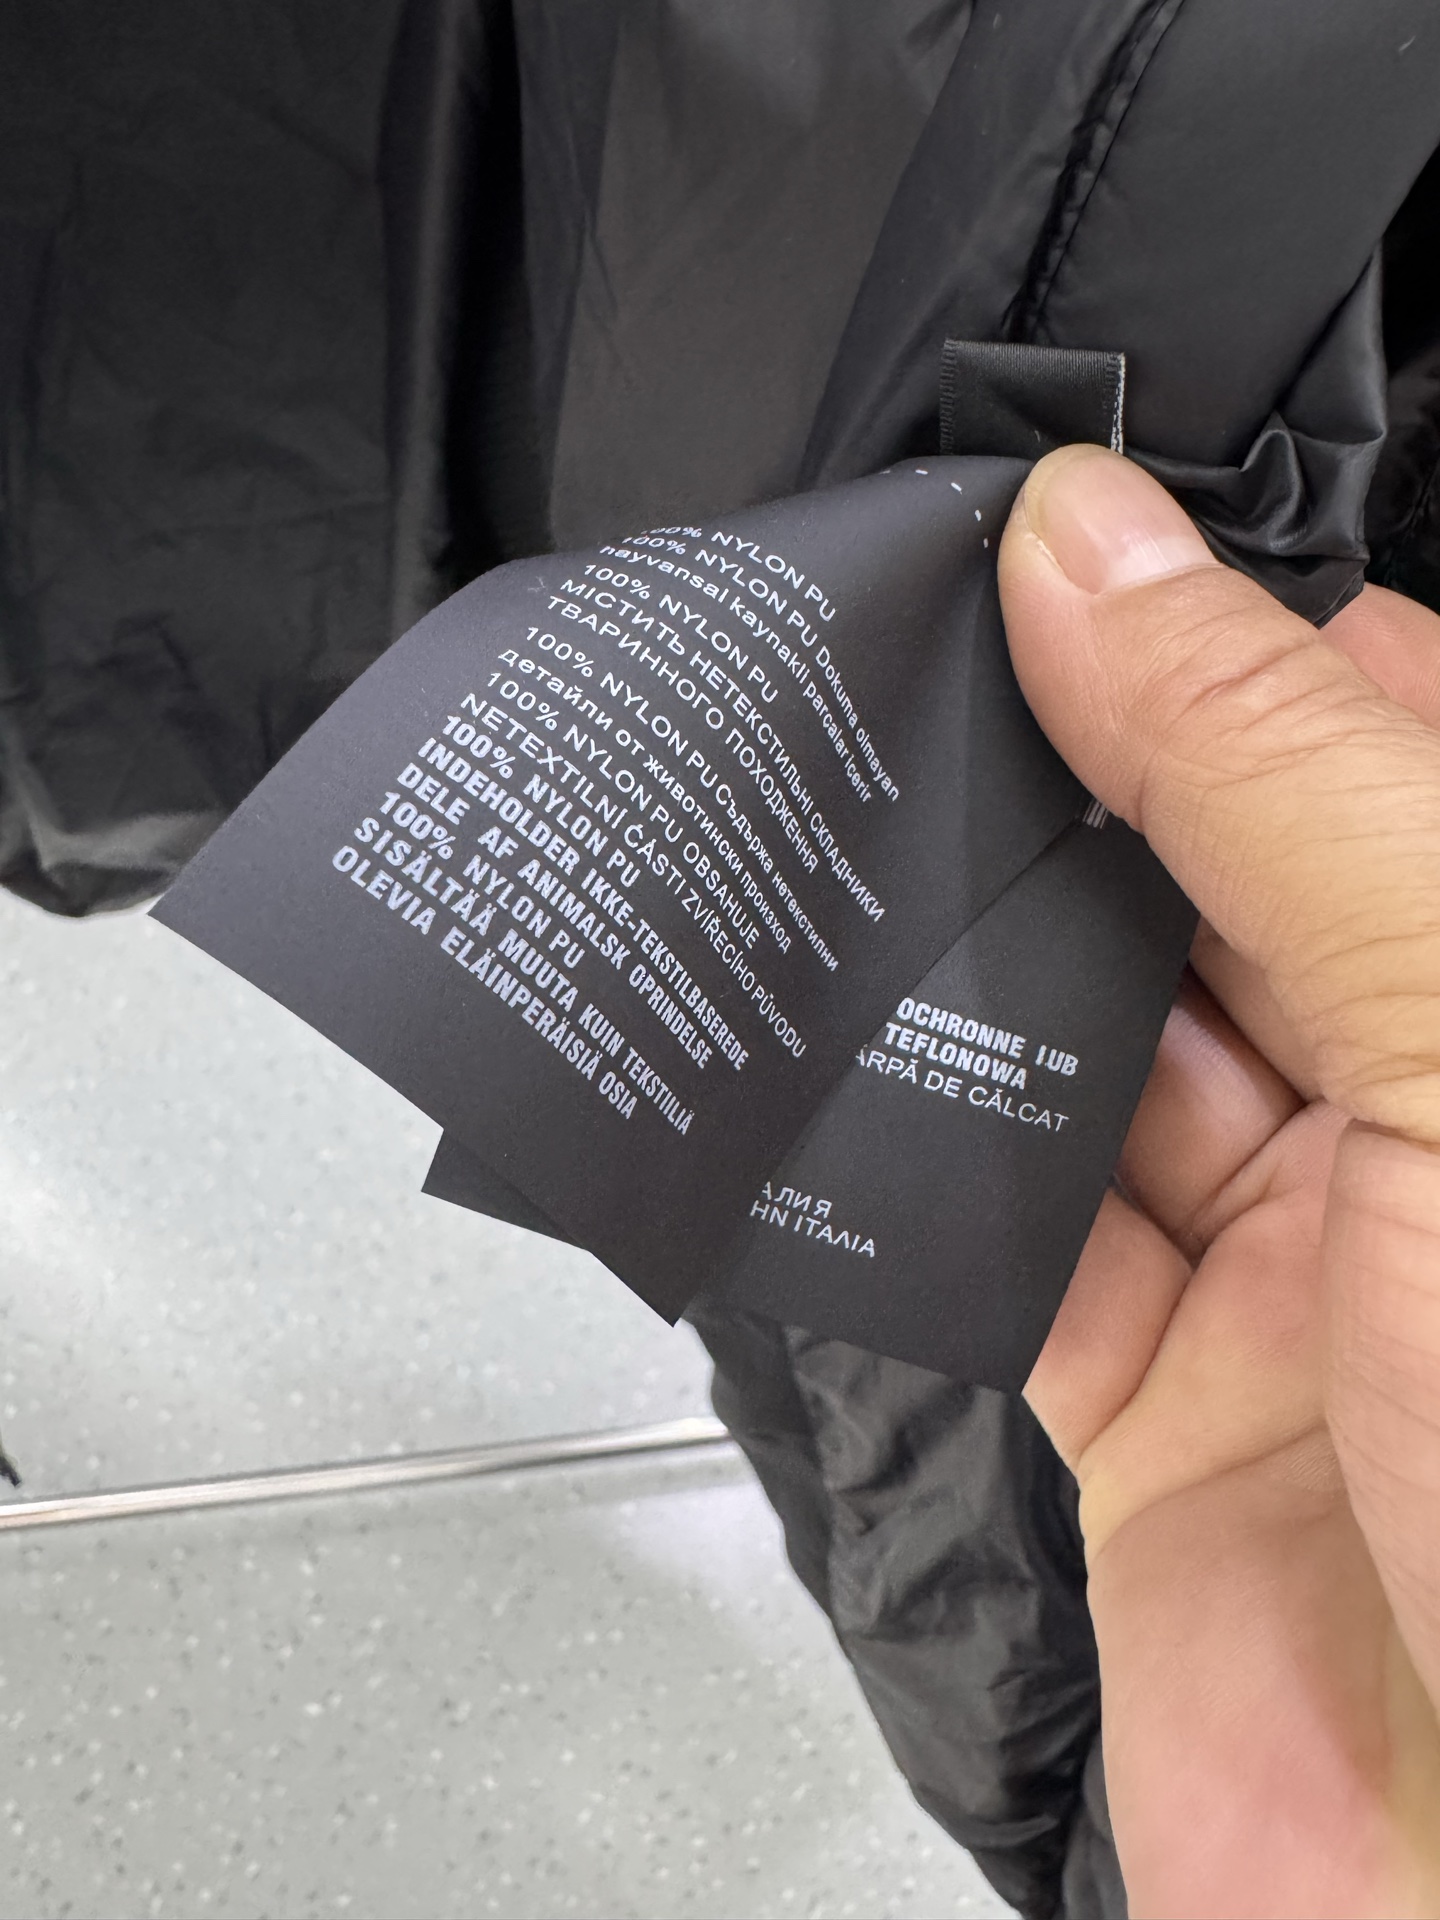 100% NYLON PU
100% NYLON PU Dokuma olmayan
hayvansal kaynaklı parçalar içerir
100% NYLON PU
МІСТИТЬ НЕТЕКСТИЛЬНІ СКЛАДНИКИ
ТВАРИННОГО ПОХОДЖЕННЯ
100% NYLON PU Съдържа нетекстилни
детайли от животински произход
100% NYLON PU OBSAHUJE
NETEXTILNÍ ČÁSTI ZVÍŘECÍHO PŮVODU
100% NYLON PU
INDEHOLDER IKKE-TEKSTILBASEREDE
DELE AF ANIMALSK OPRINDELSE
100% NYLON PU
SISÄLTÄÄ MUUTA KUIN TEKSTIILIÄ
OLEVIA ELÄINPERÄISIÄ OSIA
OCHRONNE LUB
TEFLONOWA
ARPĂ DE CĂLCAT
АЛИЯ
ΗΝ ΙΤΑΛΙΑ